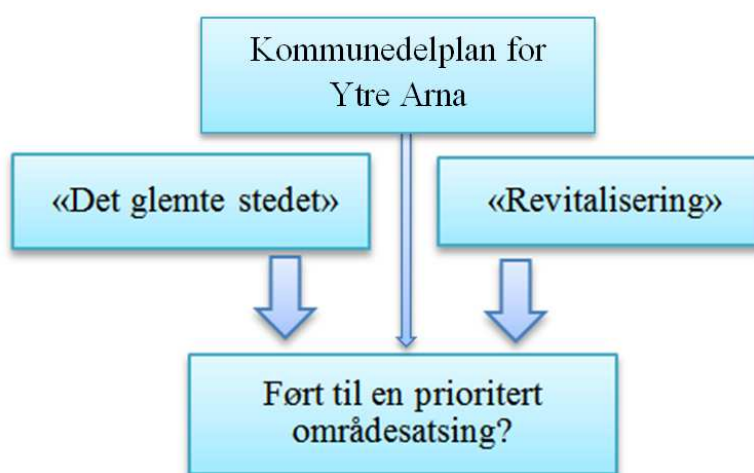 Kommunedelplan for
Ytre Arna
«Det glemte stedet»
«Revitalisering»
Ført til en prioritert
områdesatsing?